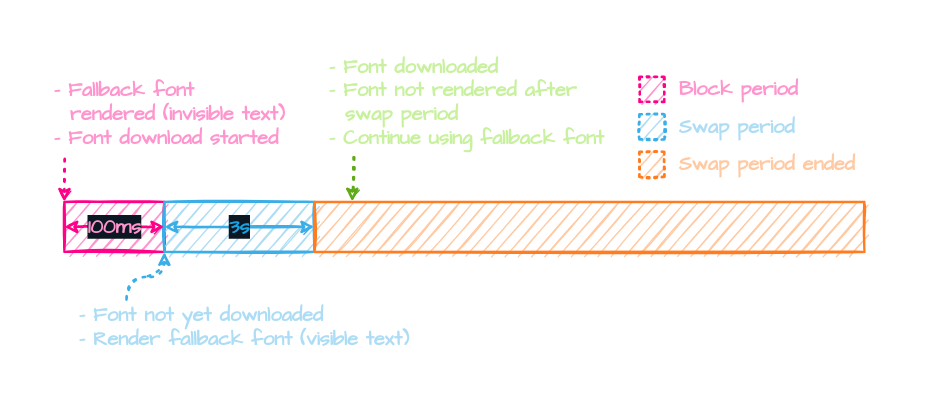 - Fallback font
rendered (invisible text)
- Font download started
- Font downloaded
- Font not rendered after
swap period
- Continue using fallback font
Block period
Swap period
Swap period ended
100ms
3s
- Font not yet downloaded
- Render fallback font (visible text)